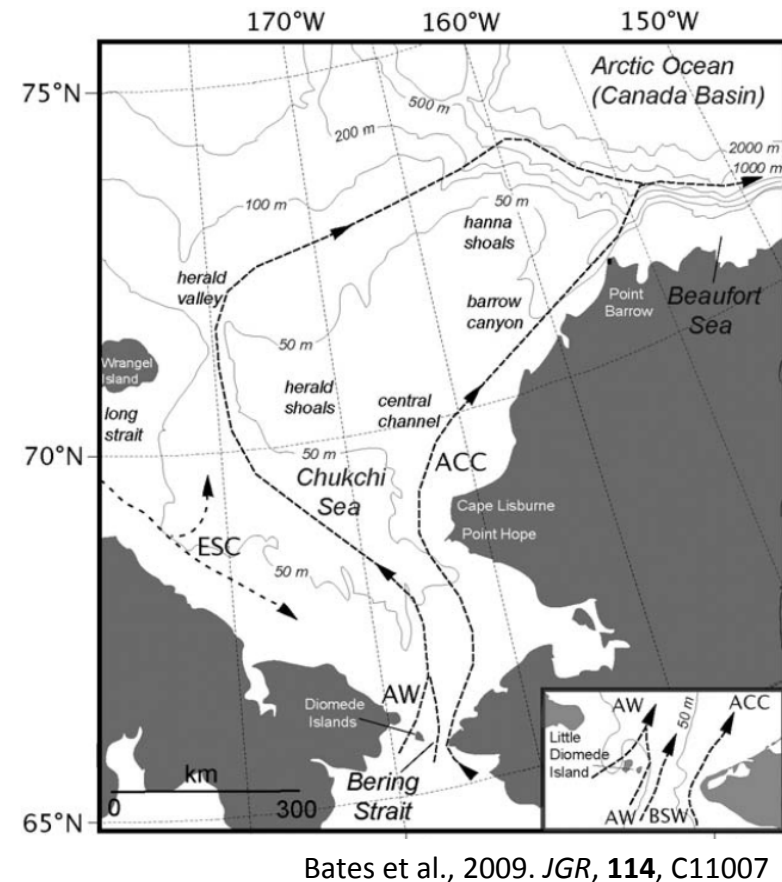 170°W
160°W
150°W
75°N
Arctic Ocean
(Canada Basin)
500 m
200 m
2000 m
1000 m
100 m
50 m
hanna
shoals
herald
valley
barrow
canyon
Point
Barrow
Beaufort
Sea
50 m
Wrangel
Island
herald
shoals
central
channel
long
strait
70°N
50 m
ACC
Chukchi
Sea
Cape Lisburne
Point Hope
ESC
50 m
AW
Diomede
Islands
km
0
300
Bering
Strait
65°N
AW
50 m
ACC
Little
Diomede
Island
AW
BSW
Bates et al., 2009. JGR, 114, C11007